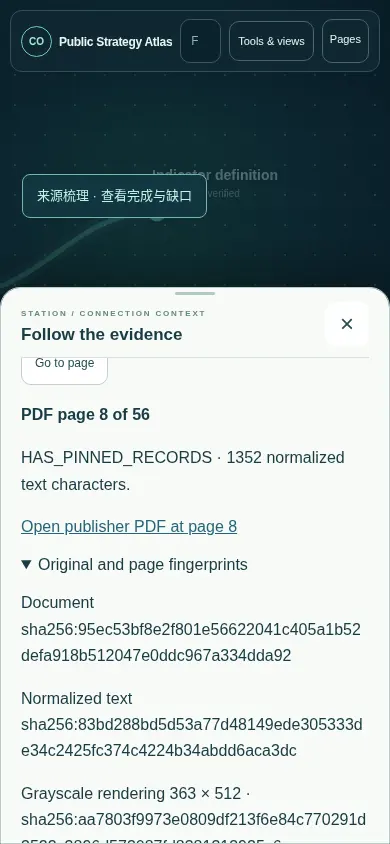 CO Public Strategy Atlas F Tools & views Pages
Indicator definition
verified
来源梳理 · 查看完成与缺口
STATION / CONNECTION CONTEXT
Follow the evidence
×
Go to page
PDF page 8 of 56
HAS_PINNED_RECORDS · 1352 normalized
text characters.
Open publisher PDF at page 8
▼ Original and page fingerprints
Document
sha256:95ec53bf8e2f801e56622041c405a1b52
defa918b512047e0ddc967a334dda92
Normalized text
sha256:83bd288bd5d53a77d48149ede305333d
e34c2425fc374c4224b34abdd6aca3dc
Grayscale rendering 363 × 512 ·
sha256:aa7803f9973e0809df213f6e84c770291d